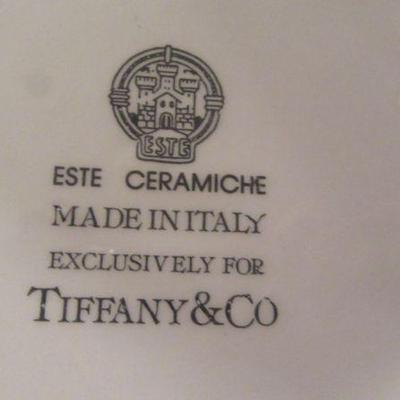 ESTE
ESTE CERAMICHE
MADE IN ITALY
EXCLUSIVELY FOR
TIFFANY & CO